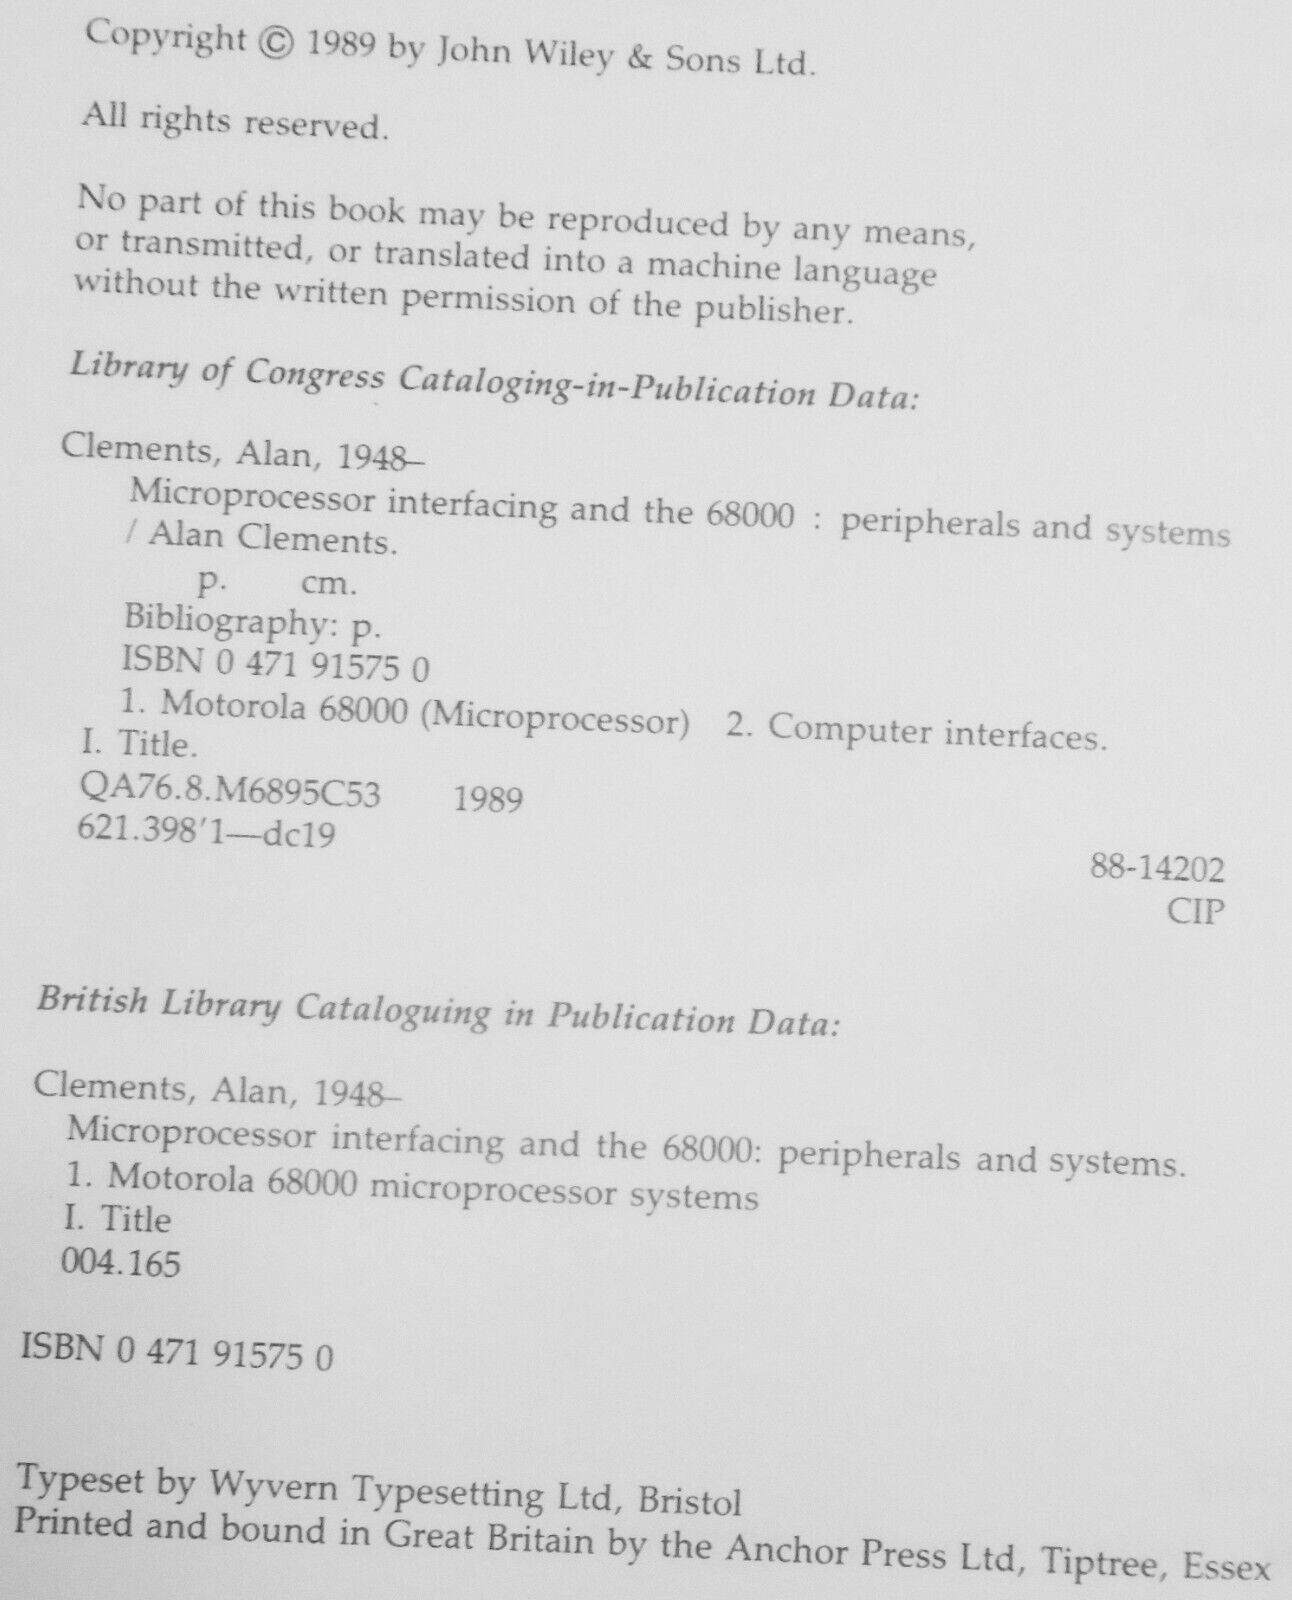 Copyright © 1989 by John Wiley & Sons Ltd.
All rights reserved.
No part of this book may be reproduced by any means,
or transmitted, or translated into a machine language
without the written permission of the publisher.
Library of Congress Cataloging-in-Publication Data:
Clements, Alan, 1948–
Microprocessor interfacing and the 68000 : peripherals and systems
/ Alan Clements.
p. cm.
Bibliography: p.
ISBN 0 471 91575 0
1. Motorola 68000 (Microprocessor) 2. Computer interfaces.
I. Title.
QA76.8.M6895C53 1989
621.398'1—dc19
88-14202
CIP
British Library Cataloguing in Publication Data:
Clements, Alan, 1948–
Microprocessor interfacing and the 68000: peripherals and systems.
1. Motorola 68000 microprocessor systems
I. Title
004.165
ISBN 0 471 91575 0
Typeset by Wyvern Typesetting Ltd, Bristol
Printed and bound in Great Britain by the Anchor Press Ltd, Tiptree, Essex